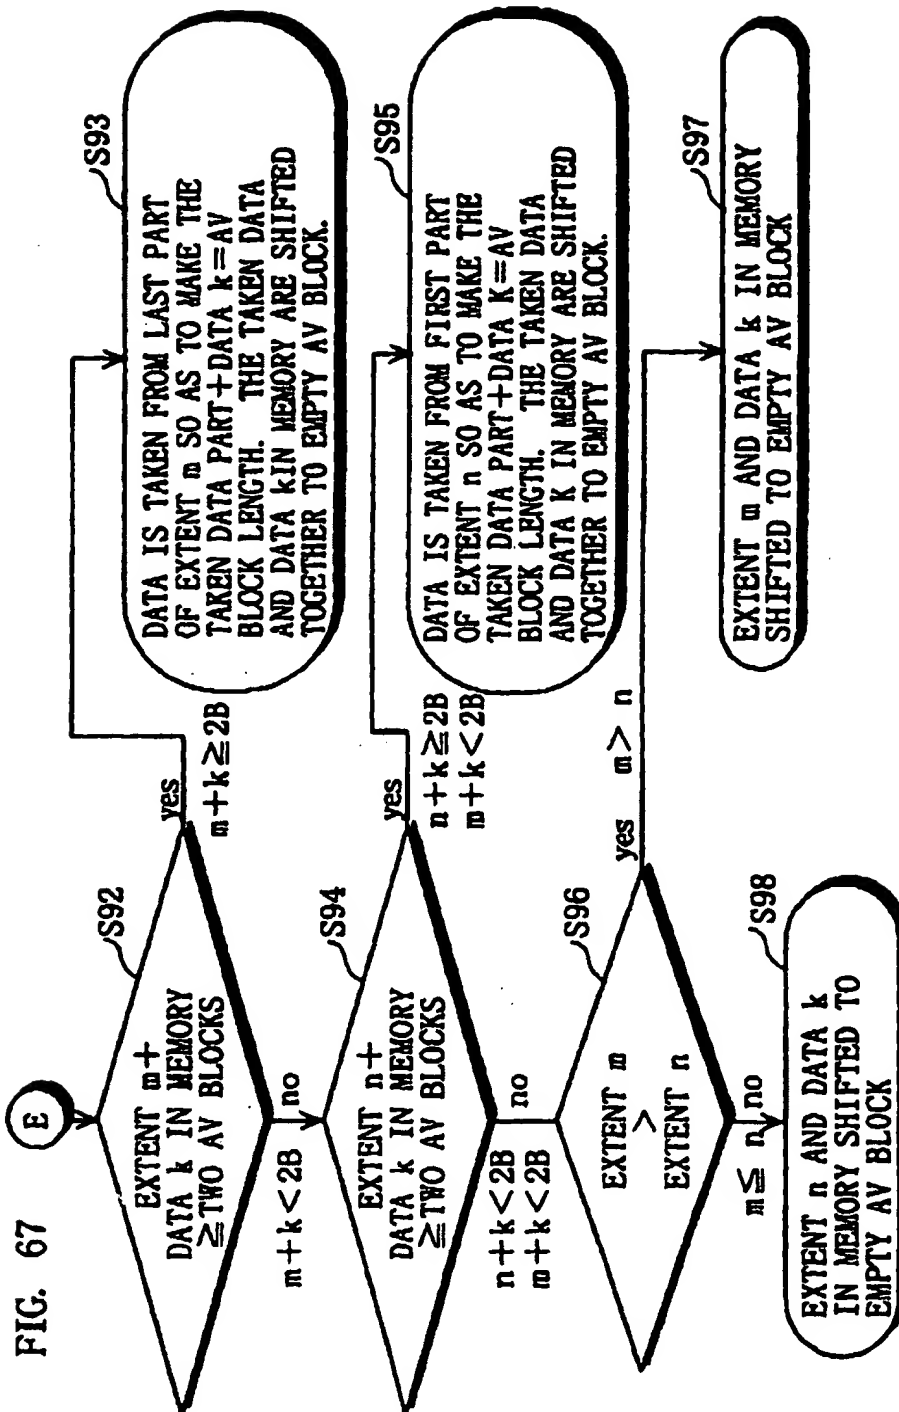 FIG. 67
E
S92
EXTENT m+
DATA k IN MEMORY
≧TWO AV BLOCKS
yes
m+k≧2B
no
m+k<2B
S93
DATA IS TAKEN FROM LAST PART
OF EXTENT m SO AS TO MAKE THE
TAKEN DATA PART+DATA k=AV
BLOCK LENGTH. THE TAKEN DATA
AND DATA kIN MEMORY ARE SHIFTED
TOGETHER TO EMPTY AV BLOCK.
S94
EXTENT n+
DATA k IN MEMORY
≧TWO AV BLOCKS
yes
n+k≧2B
m+k<2B
no
n+k<2B
m+k<2B
S95
DATA IS TAKEN FROM FIRST PART
OF EXTENT n SO AS TO MAKE THE
TAKEN DATA PART+DATA K=AV
BLOCK LENGTH. THE TAKEN DATA
AND DATA K IN MEMORY ARE SHIFTED
TOGETHER TO EMPTY AV BLOCK.
S96
EXTENT m
>
EXTENT n
yes m> n
m≦ n no
S97
EXTENT m AND DATA k IN MEMORY
SHIFTED TO EMPTY AV BLOCK
S98
EXTENT n AND DATA k
IN MEMORY SHIFTED TO
EMPTY AV BLOCK